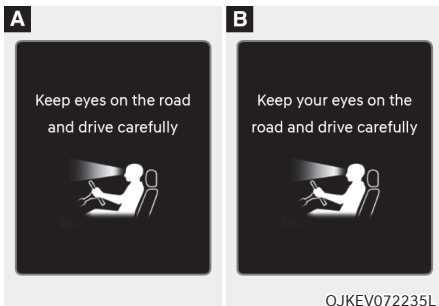 A
Keep eyes on the road
and drive carefully
B
Keep your eyes on the
road and drive carefully
OJKEV072235L